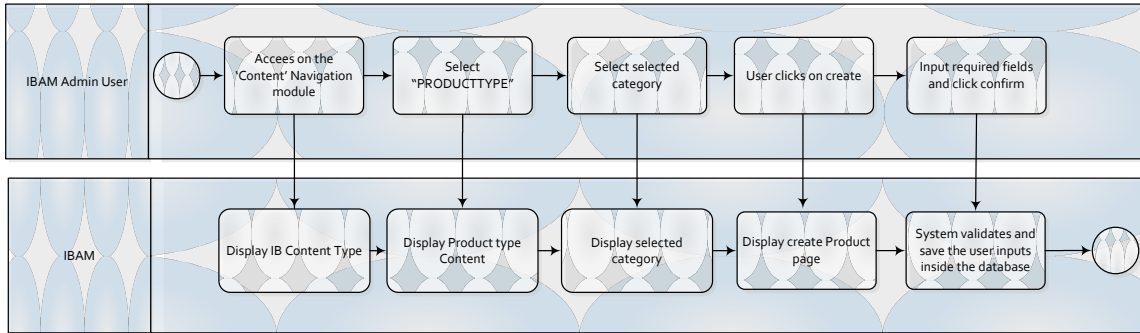 IBAM Admin User
Accees on the
'Content' Navigation
module
Select
"PRODUCTTYPE"
Select selected
category
User clicks on create
Input required fields
and click confirm
IBAM
Display IB Content Type
Display Product type
Content
Display selected
category
Display create Product
page
System validates and
save the user inputs
inside the database